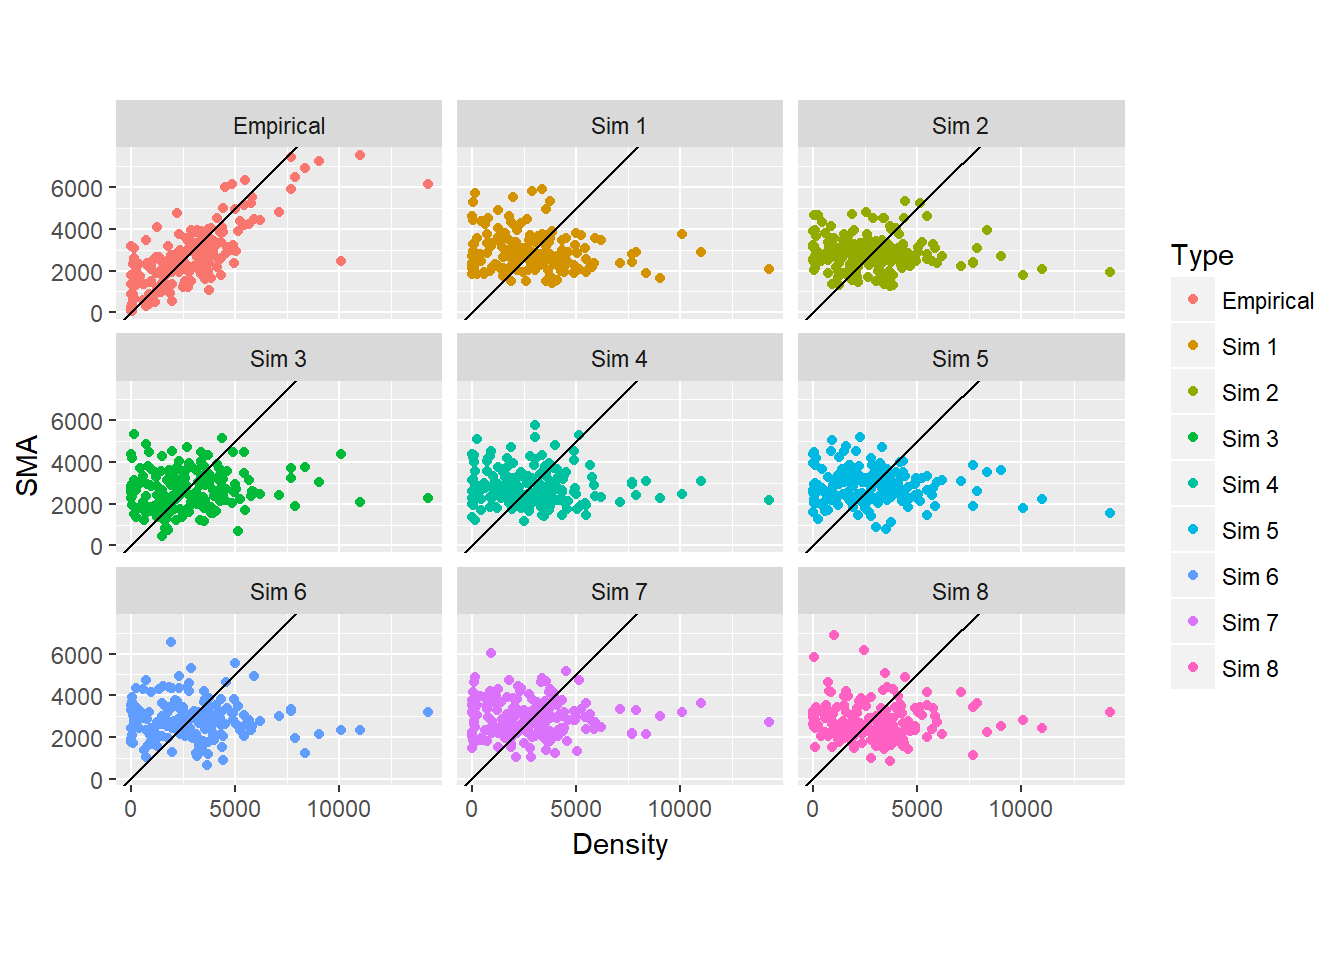 Empirical
Sim 1
Sim 2
6000
4000
2000
0
Sim 3
Sim 4
Sim 5
6000
4000
2000
0
Sim 6
Sim 7
Sim 8
6000
4000
2000
0
0 5000 10000
0 5000 10000
0 5000 10000
Density
SMA
Type
Empirical
Sim 1
Sim 2
Sim 3
Sim 4
Sim 5
Sim 6
Sim 7
Sim 8